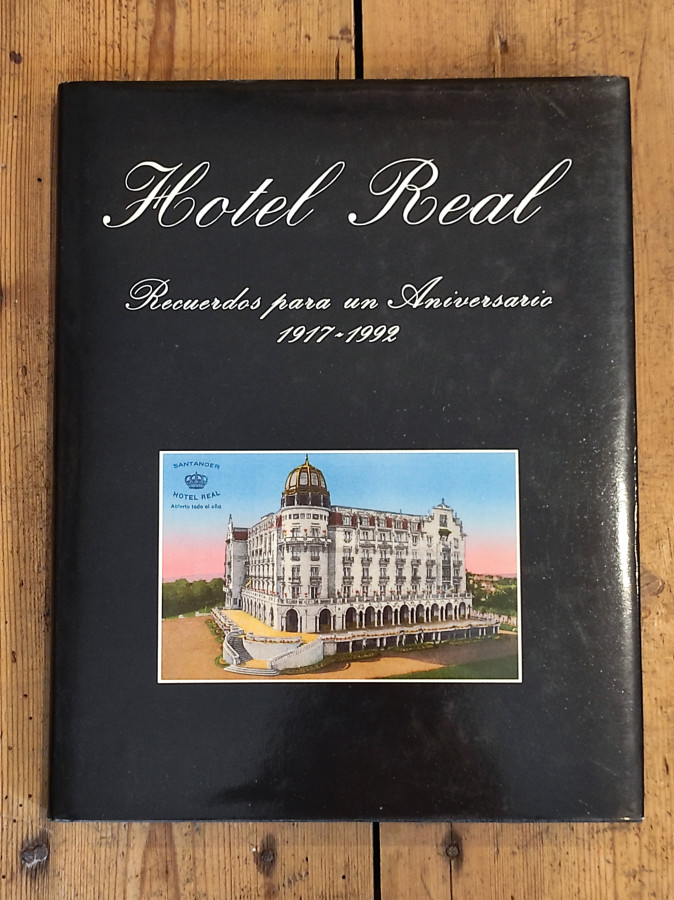 Hotel Real
Recuerdos para un Aniversario
1917-1992
SANTANDER
HOTEL REAL
Abierto todo el año